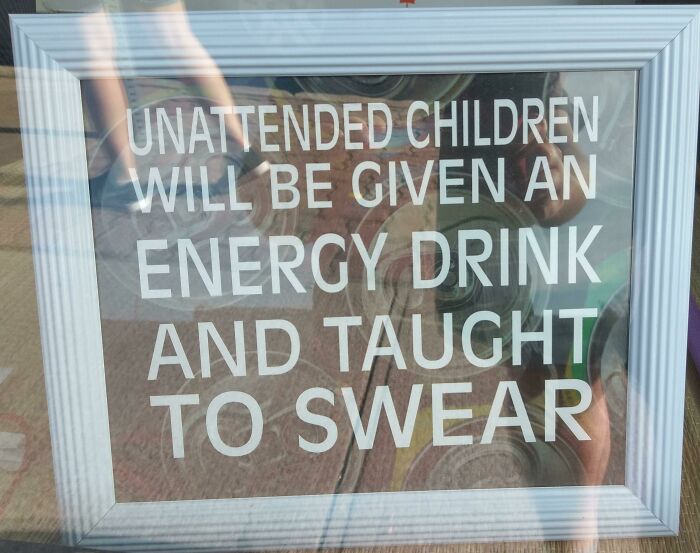 UNATTENDED CHILDREN
WILL BE GIVEN AN
ENERGY DRINK
AND TAUGHT
TO SWEAR